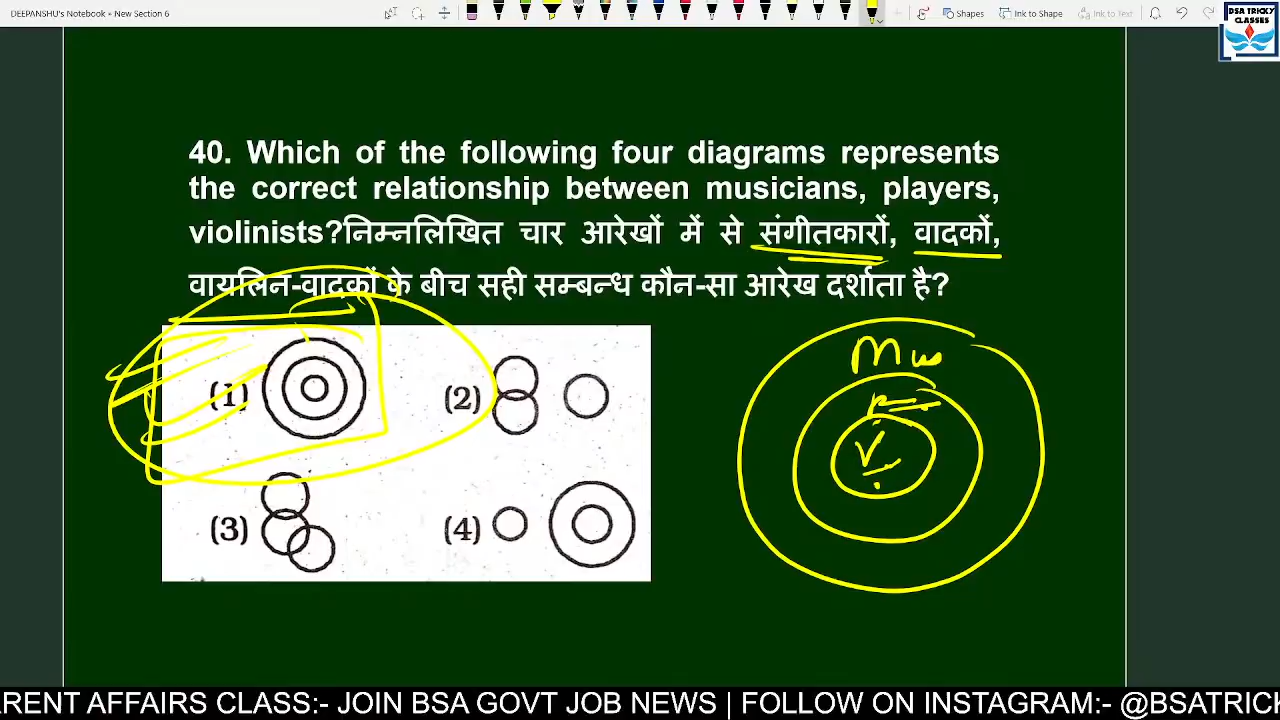 DEEPANSHU's Notebook • New Section 6
Shapes
Ink to Shape
Ink to Text
BSA TRICKY
CLASSES
40. Which of the following four diagrams represents
the correct relationship between musicians, players,
violinists?निम्नलिखित चार आरेखों में से संगीतकारों, वादकों,
वायलिन-वादकों के बीच सही सम्बन्ध कौन-सा आरेख दर्शाता है?
(1)
(2)
(3)
(4)
V
RENT AFFAIRS CLASS:- JOIN BSA GOVT JOB NEWS | FOLLOW ON INSTAGRAM:- @BSATRICK